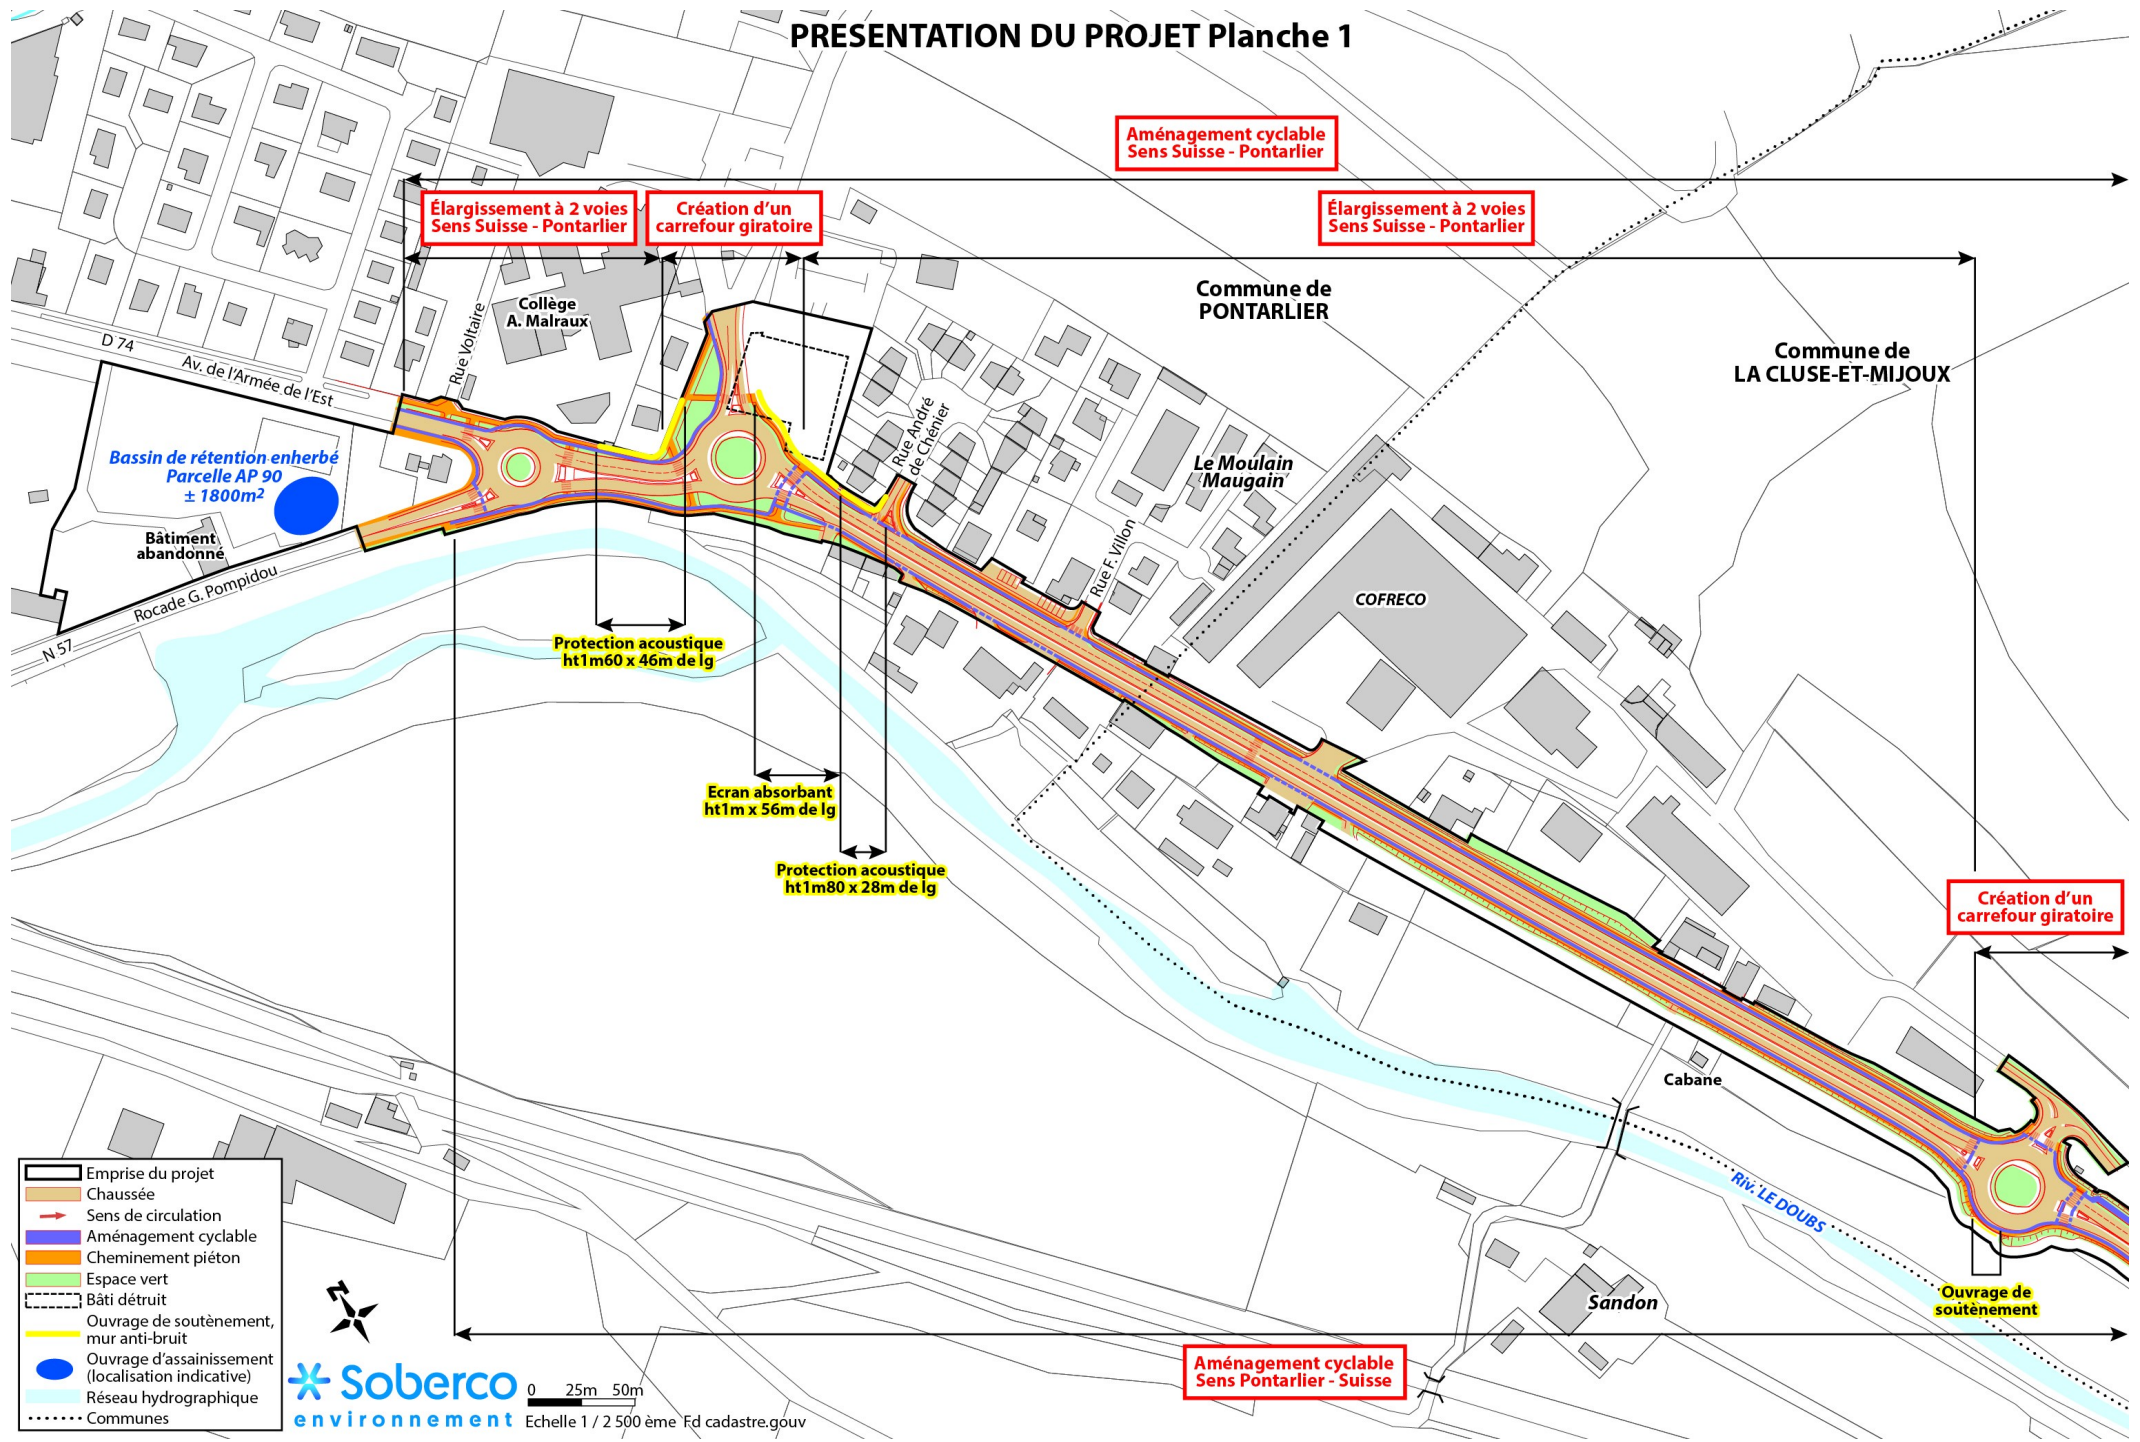 PRESENTATION DU PROJET Planche 1
Aménagement cyclable
Sens Suisse - Pontarlier
Élargissement à 2 voies
Sens Suisse - Pontarlier
Création d'un
carrefour giratoire
Élargissement à 2 voies
Sens Suisse - Pontarlier
Commune de
PONTARLIER
Commune de
LA CLUSE-ET-MIJOUX
Collège
A. Malraux
Rue Voltaire
D 74
Av. de l'Armée de l'Est
Rue André
de Chénier
Bassin de rétention enherbé
Parcelle AP 90
± 1800m²
Le Moulain
Maugain
Bâtiment
abandonné
Rue F. Villon
COFRECO
Rocade G. Pompidou
N 57
Protection acoustique
ht1m60 x 46m de lg
Ecran absorbant
ht1m x 56m de lg
Protection acoustique
ht1m80 x 28m de lg
Création d'un
carrefour giratoire
Cabane
Riv. LE DOUBS
Ouvrage de
soutènement
Sandon
Aménagement cyclable
Sens Pontarlier - Suisse
Emprise du projet
Chaussée
Sens de circulation
Aménagement cyclable
Cheminement piéton
Espace vert
Bâti détruit
Ouvrage de soutènement,
mur anti-bruit
Ouvrage d'assainissement
(localisation indicative)
Réseau hydrographique
Communes
N
Soberco
environnement
0 25m 50m
Echelle 1 / 2 500 ème Fd cadastre.gouv